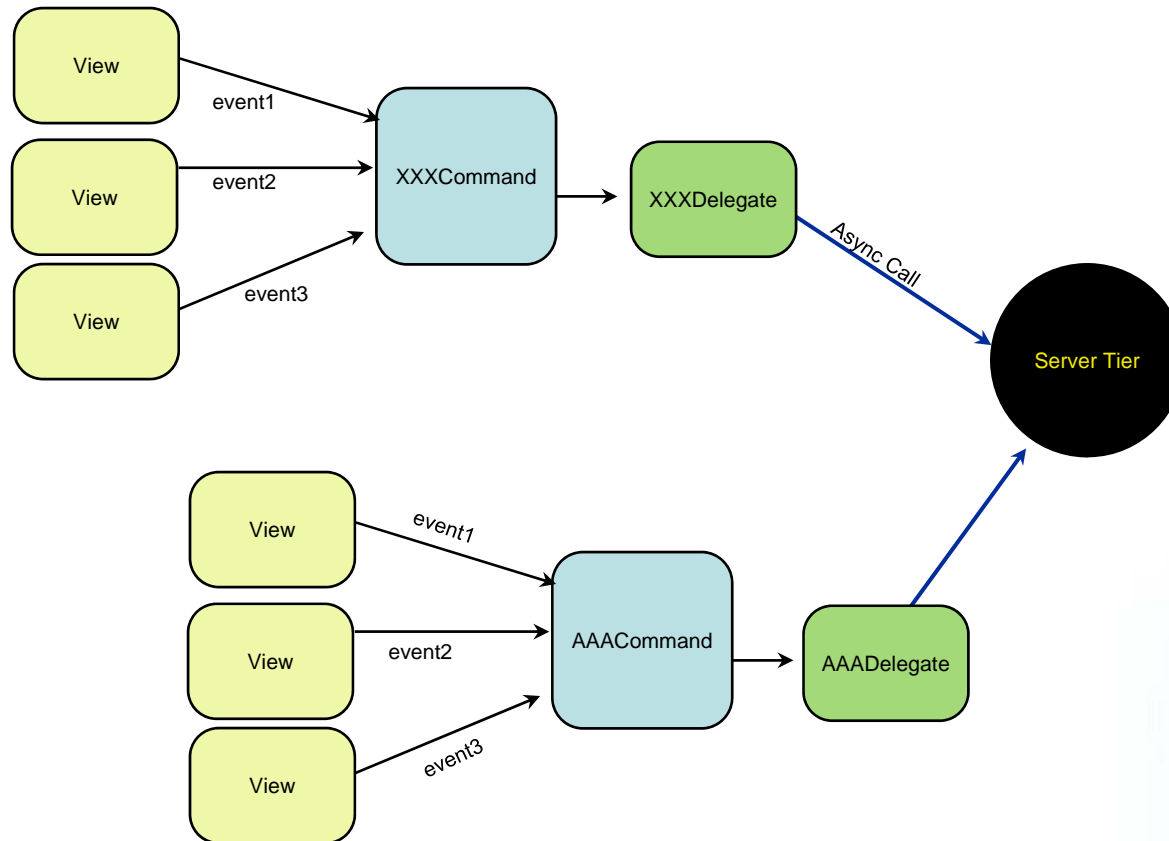 View
event1
View
event2
View
event3
XXXCommand
XXXDelegate
Async Call
Server Tier
View
event1
View
event2
View
event3
AAACommand
AAADelegate